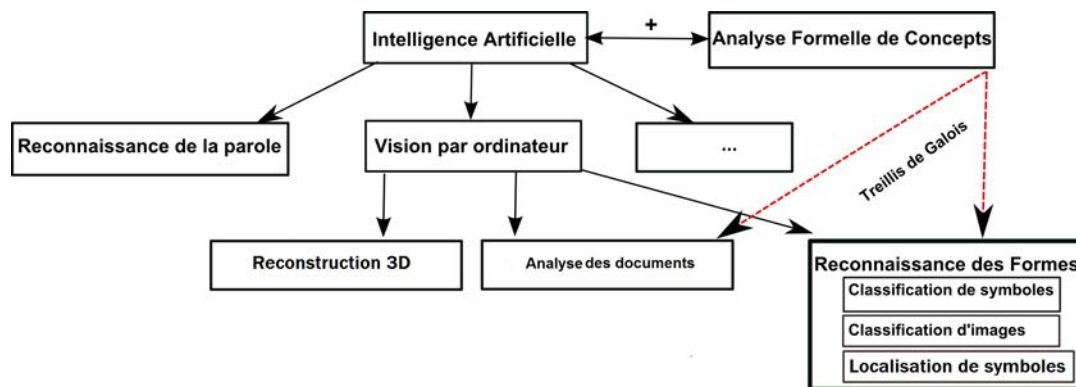 Intelligence Artificielle
+
Analyse Formelle de Concepts
Reconnaissance de la parole
Vision par ordinateur
...
Treillis de Galois
Reconstruction 3D
Analyse des documents
Reconnaissance des Formes
Classification de symboles
Classification d'images
Localisation de symboles